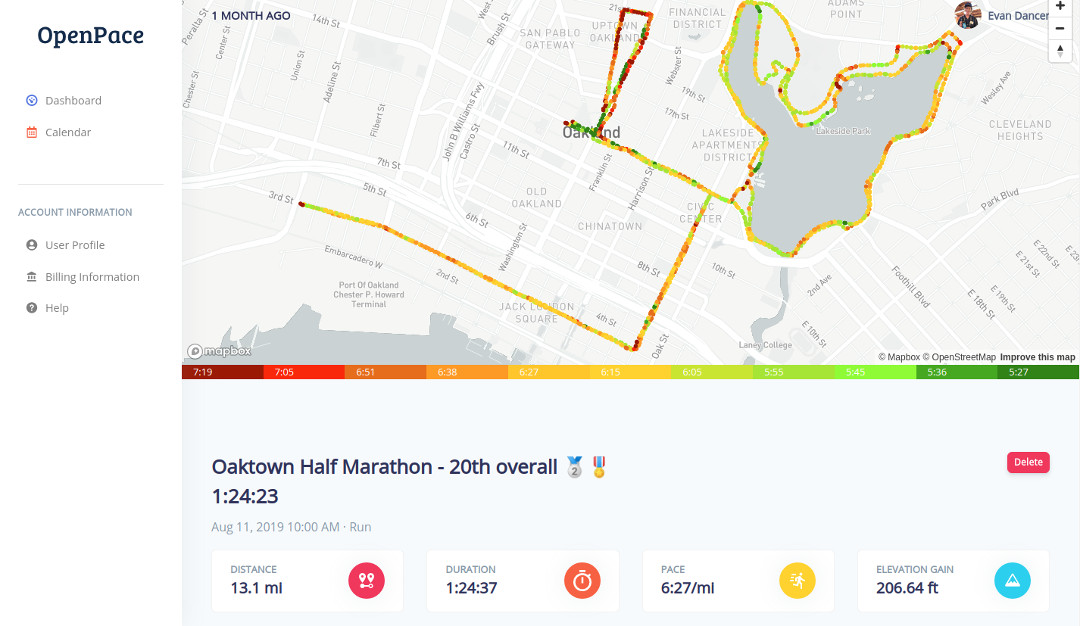 OpenPace
Dashboard
Calendar
ACCOUNT INFORMATION
User Profile
Billing Information
Help
1 MONTH AGO
Evan Dancer
Peralta St
Center St
14th St
Union St
Adeline St
Chester St
Filbert St
Brush St
West
John B Williams Fwy
Castro St
SAN PABLO
GATEWAY
UPTOWN
OAKLAND
21st
FINANCIAL
DISTRICT
ADAMS
POINT
Webster St
19th St
17th St
Oakland
LAKESIDE
APARTMENTS
DISTRICT
Lakeside Park
Wesley Ave
CLEVELAND
HEIGHTS
11th St
Franklin St
Harrison St
7th St
5th St
3rd St
6th St
OLD
OAKLAND
CHINATOWN
CIVIC
CENTER
Park Blvd
Washington St
Embarcadero W
2nd St
8th St
10th St
2nd Ave
Foothill Blvd
E 22nd St
E 21st St
E 23
E 19th St
E 18th St
Port Of Oakland
Chester P. Howard
Terminal
JACK LONDON
SQUARE
4th St
Oak St
Laney College
E 10th St
mapbox
© Mapbox © OpenStreetMap Improve this map
7:19 7:05 6:51 6:38 6:27 6:15 6:05 5:55 5:45 5:36 5:27
Oaktown Half Marathon - 20th overall 🥈 🎖️
1:24:23
Delete
Aug 11, 2019 10:00 AM · Run
DISTANCE
13.1 mi
DURATION
1:24:37
PACE
6:27/mi
ELEVATION GAIN
206.64 ft